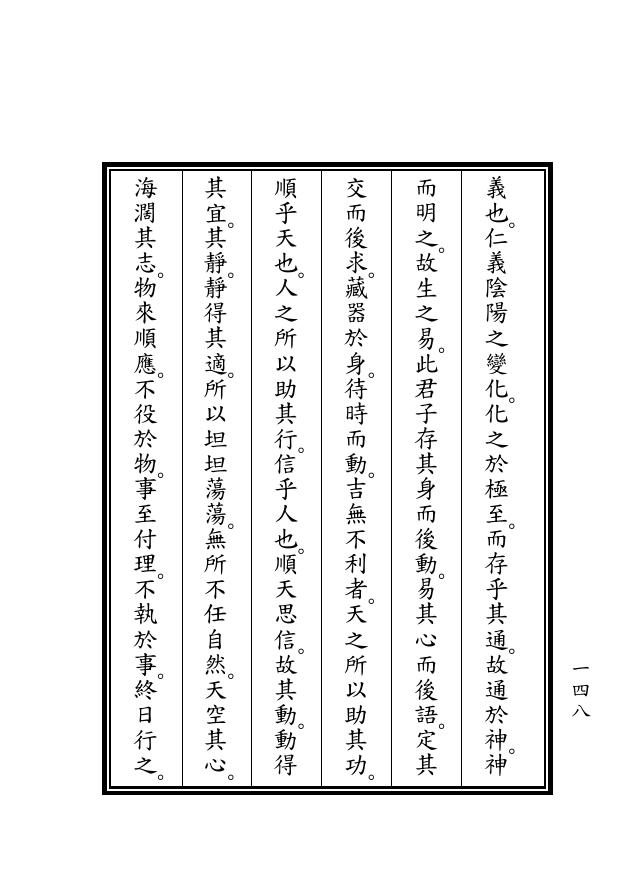 義也。仁義陰陽之變化。化之於極至。而存乎其通。故通於神。神
而明之。故生之易。此君子存其身而後動。易其心而後語。定其
交而後求。藏器於身。待時而動。吉無不利者。天之所以助其功。
順乎天也。人之所以助其行。信乎人也。順天思信。故其動。動得
其宜。其靜。靜得其適。所以坦坦蕩蕩。無所不任自然。天空其心。
海濶其志。物來順應。不役於物。事至付理。不執於事。終日行之。
一四八